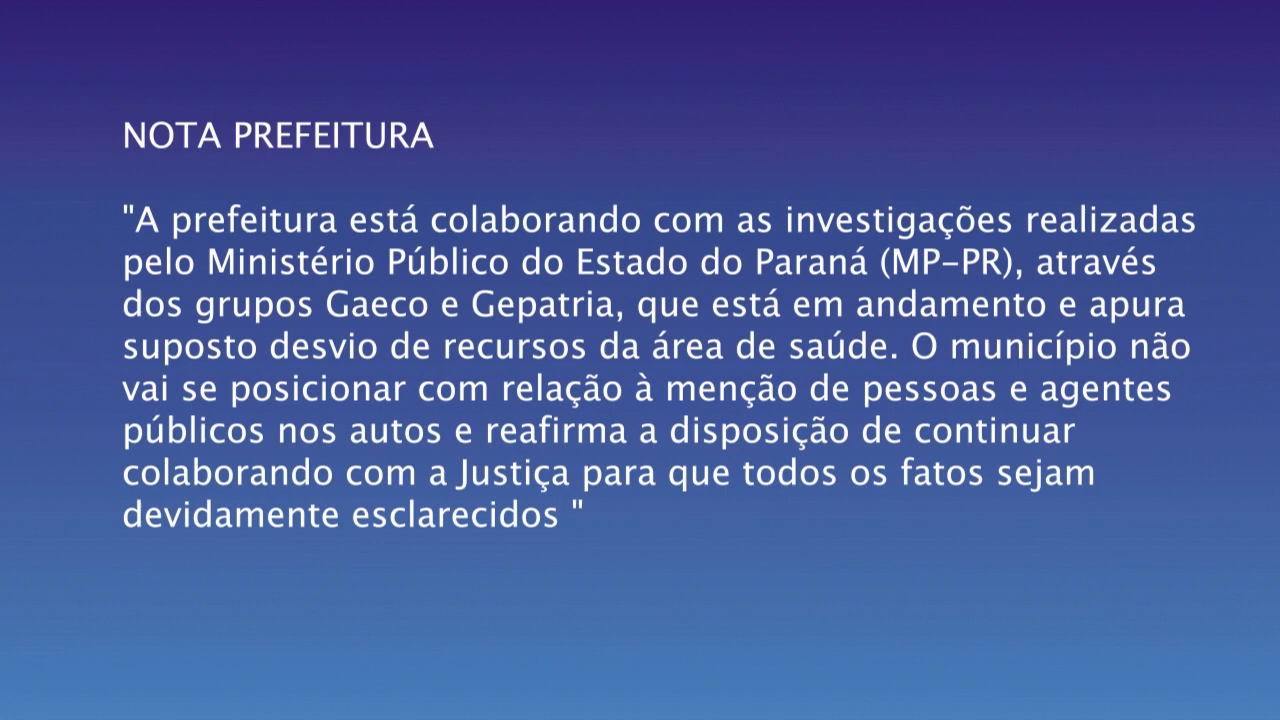 NOTA PREFEITURA
"A prefeitura está colaborando com as investigações realizadas
pelo Ministério Público do Estado do Paraná (MP-PR), através
dos grupos Gaeco e Gepatria, que está em andamento e apura
suposto desvio de recursos da área de saúde. O município não
vai se posicionar com relação à menção de pessoas e agentes
públicos nos autos e reafirma a disposição de continuar
colaborando com a Justiça para que todos os fatos sejam
devidamente esclarecidos "